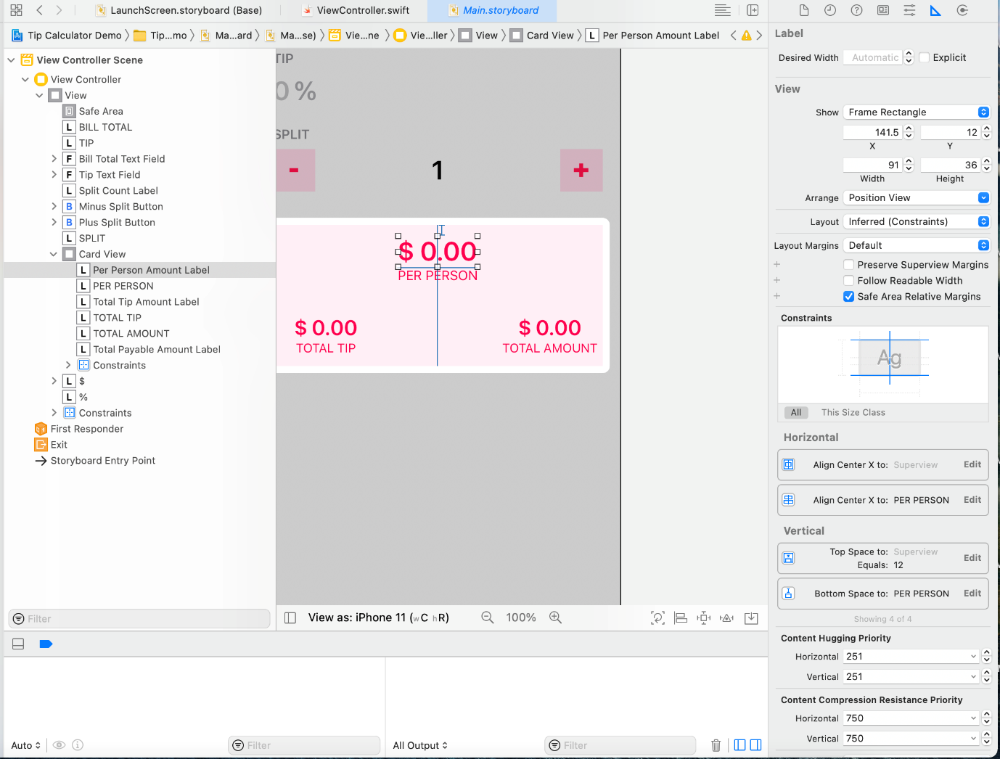 LaunchScreen.storyboard (Base)
ViewController.swift
Main.storyboard
Tip Calculator Demo
Tip...mo
Ma...ard
Ma...se)
Vie...ne
Vie...ller
View
Card View
L Per Person Amount Label
View Controller Scene
View Controller
View
Safe Area
L BILL TOTAL
L TIP
F Bill Total Text Field
F Tip Text Field
L Split Count Label
B Minus Split Button
B Plus Split Button
L SPLIT
Card View
L Per Person Amount Label
L PER PERSON
L Total Tip Amount Label
L TOTAL TIP
L TOTAL AMOUNT
L Total Payable Amount Label
Constraints
L $
L %
Constraints
First Responder
Exit
Storyboard Entry Point
Filter
TIP
0 %
SPLIT
-
1
+
$ 0.00
PER PERSON
$ 0.00
TOTAL TIP
$ 0.00
TOTAL AMOUNT
View as: iPhone 11 (wC hR)
100%
Auto
Filter
All Output
Filter
Label
Desired Width Automatic Explicit
View
Show Frame Rectangle
141.5 12
X Y
91 36
Width Height
Arrange Position View
Layout Inferred (Constraints)
Layout Margins Default
Preserve Superview Margins
Follow Readable Width
Safe Area Relative Margins
Constraints
Ag
All This Size Class
Horizontal
Align Center X to: Superview Edit
Align Center X to: PER PERSON Edit
Vertical
Top Space to: Superview Edit
Equals: 12
Bottom Space to: PER PERSON Edit
Showing 4 of 4
Content Hugging Priority
Horizontal 251
Vertical 251
Content Compression Resistance Priority
Horizontal 750
Vertical 750